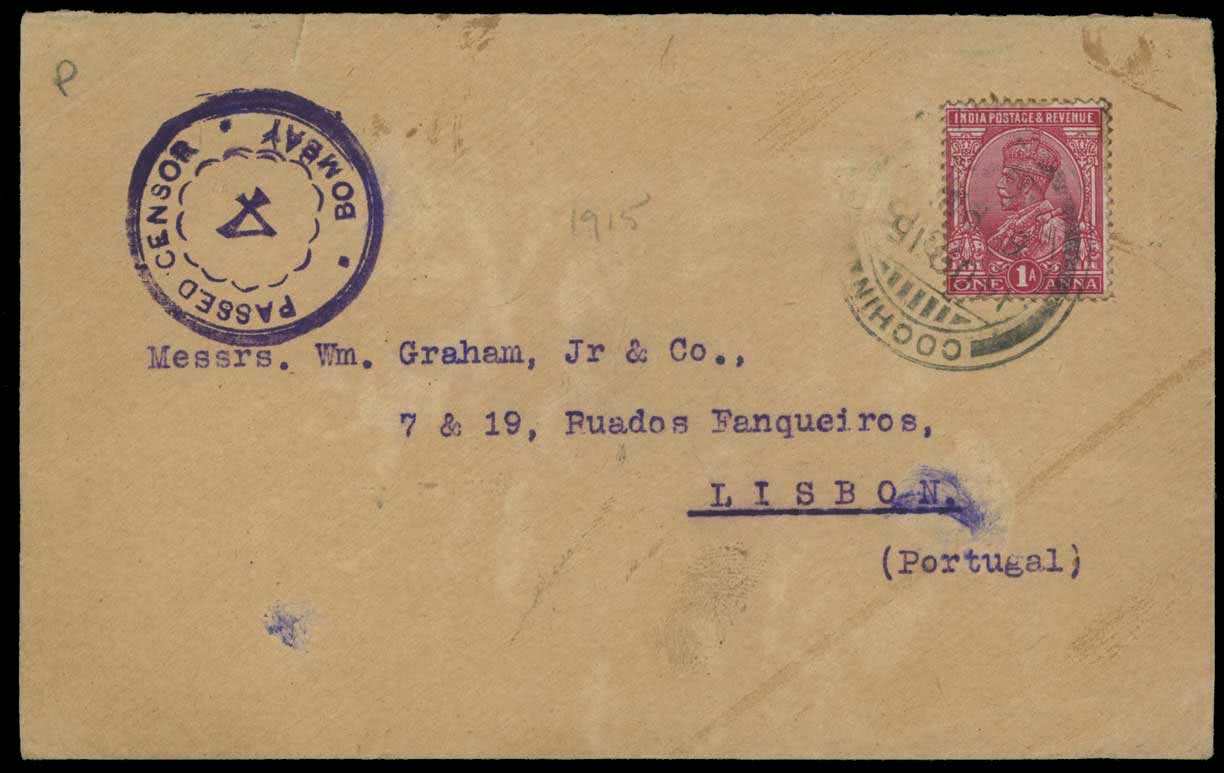 P
PASSED CENSOR • BOMBAY •
INDIA POSTAGE & REVENUE
ONE 1A ANNA
COCHIN
1915
Messrs. Wm. Graham, Jr & Co.,
7 & 19, Ruados Fanqueiros,
LISBON.
(Portugal)